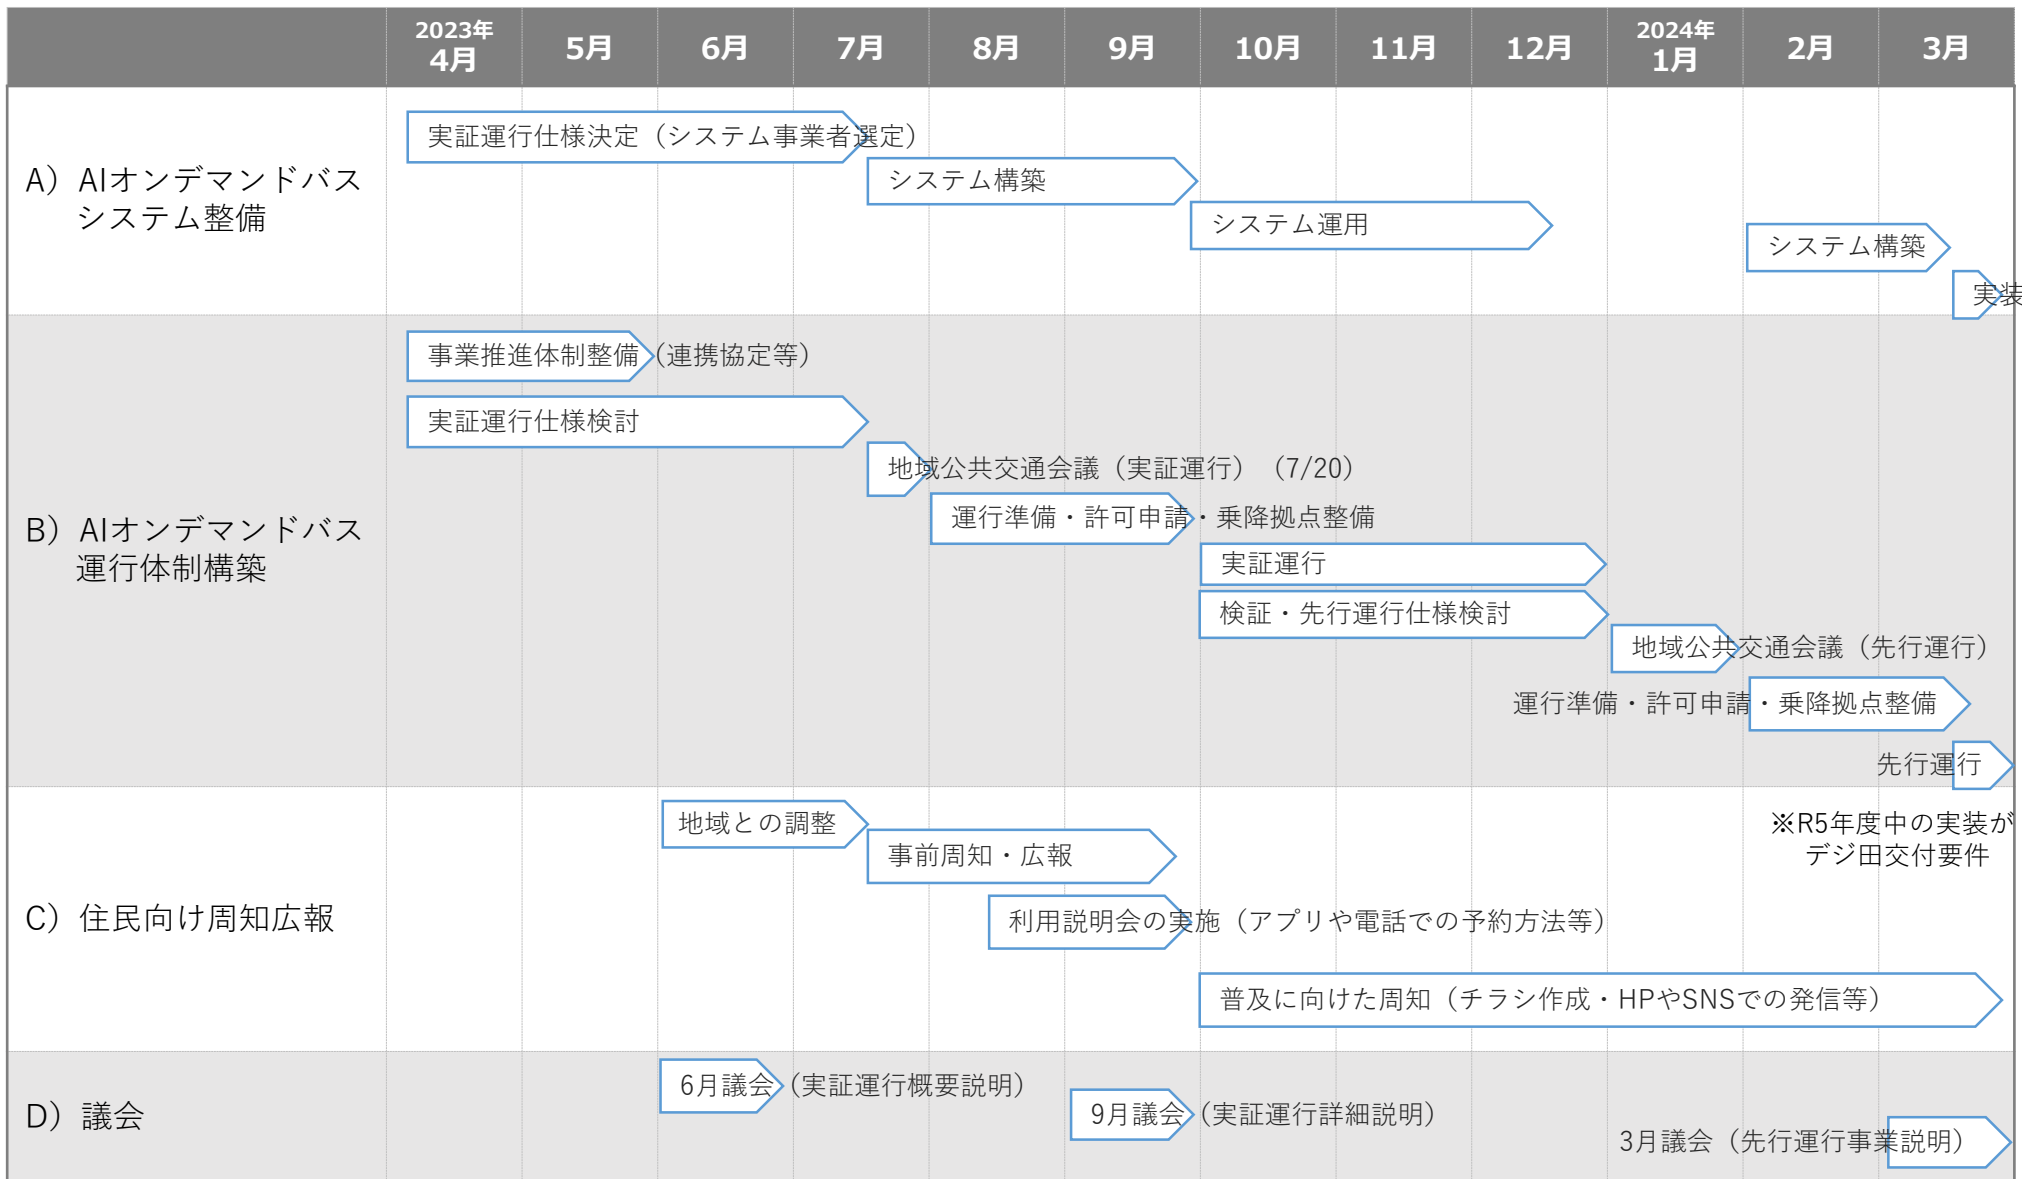 2023年
4月
5月
6月
7月
8月
9月
10月
11月
12月
2024年
1月
2月
3月
A）AIオンデマンドバス
システム整備
実証運行仕様決定（システム事業者選定）
システム構築
システム運用
システム構築
実装
B）AIオンデマンドバス
運行体制構築
事業推進体制整備（連携協定等）
実証運行仕様検討
地域公共交通会議（実証運行）（7/20）
運行準備・許可申請・乗降拠点整備
実証運行
検証・先行運行仕様検討
地域公共交通会議（先行運行）
運行準備・許可申請・乗降拠点整備
先行運行
C）住民向け周知広報
地域との調整
事前周知・広報
利用説明会の実施（アプリや電話での予約方法等）
普及に向けた周知（チラシ作成・HPやSNSでの発信等）
※R5年度中の実装が
デジ田交付要件
D）議会
6月議会（実証運行概要説明）
9月議会（実証運行詳細説明）
3月議会（先行運行事業説明）